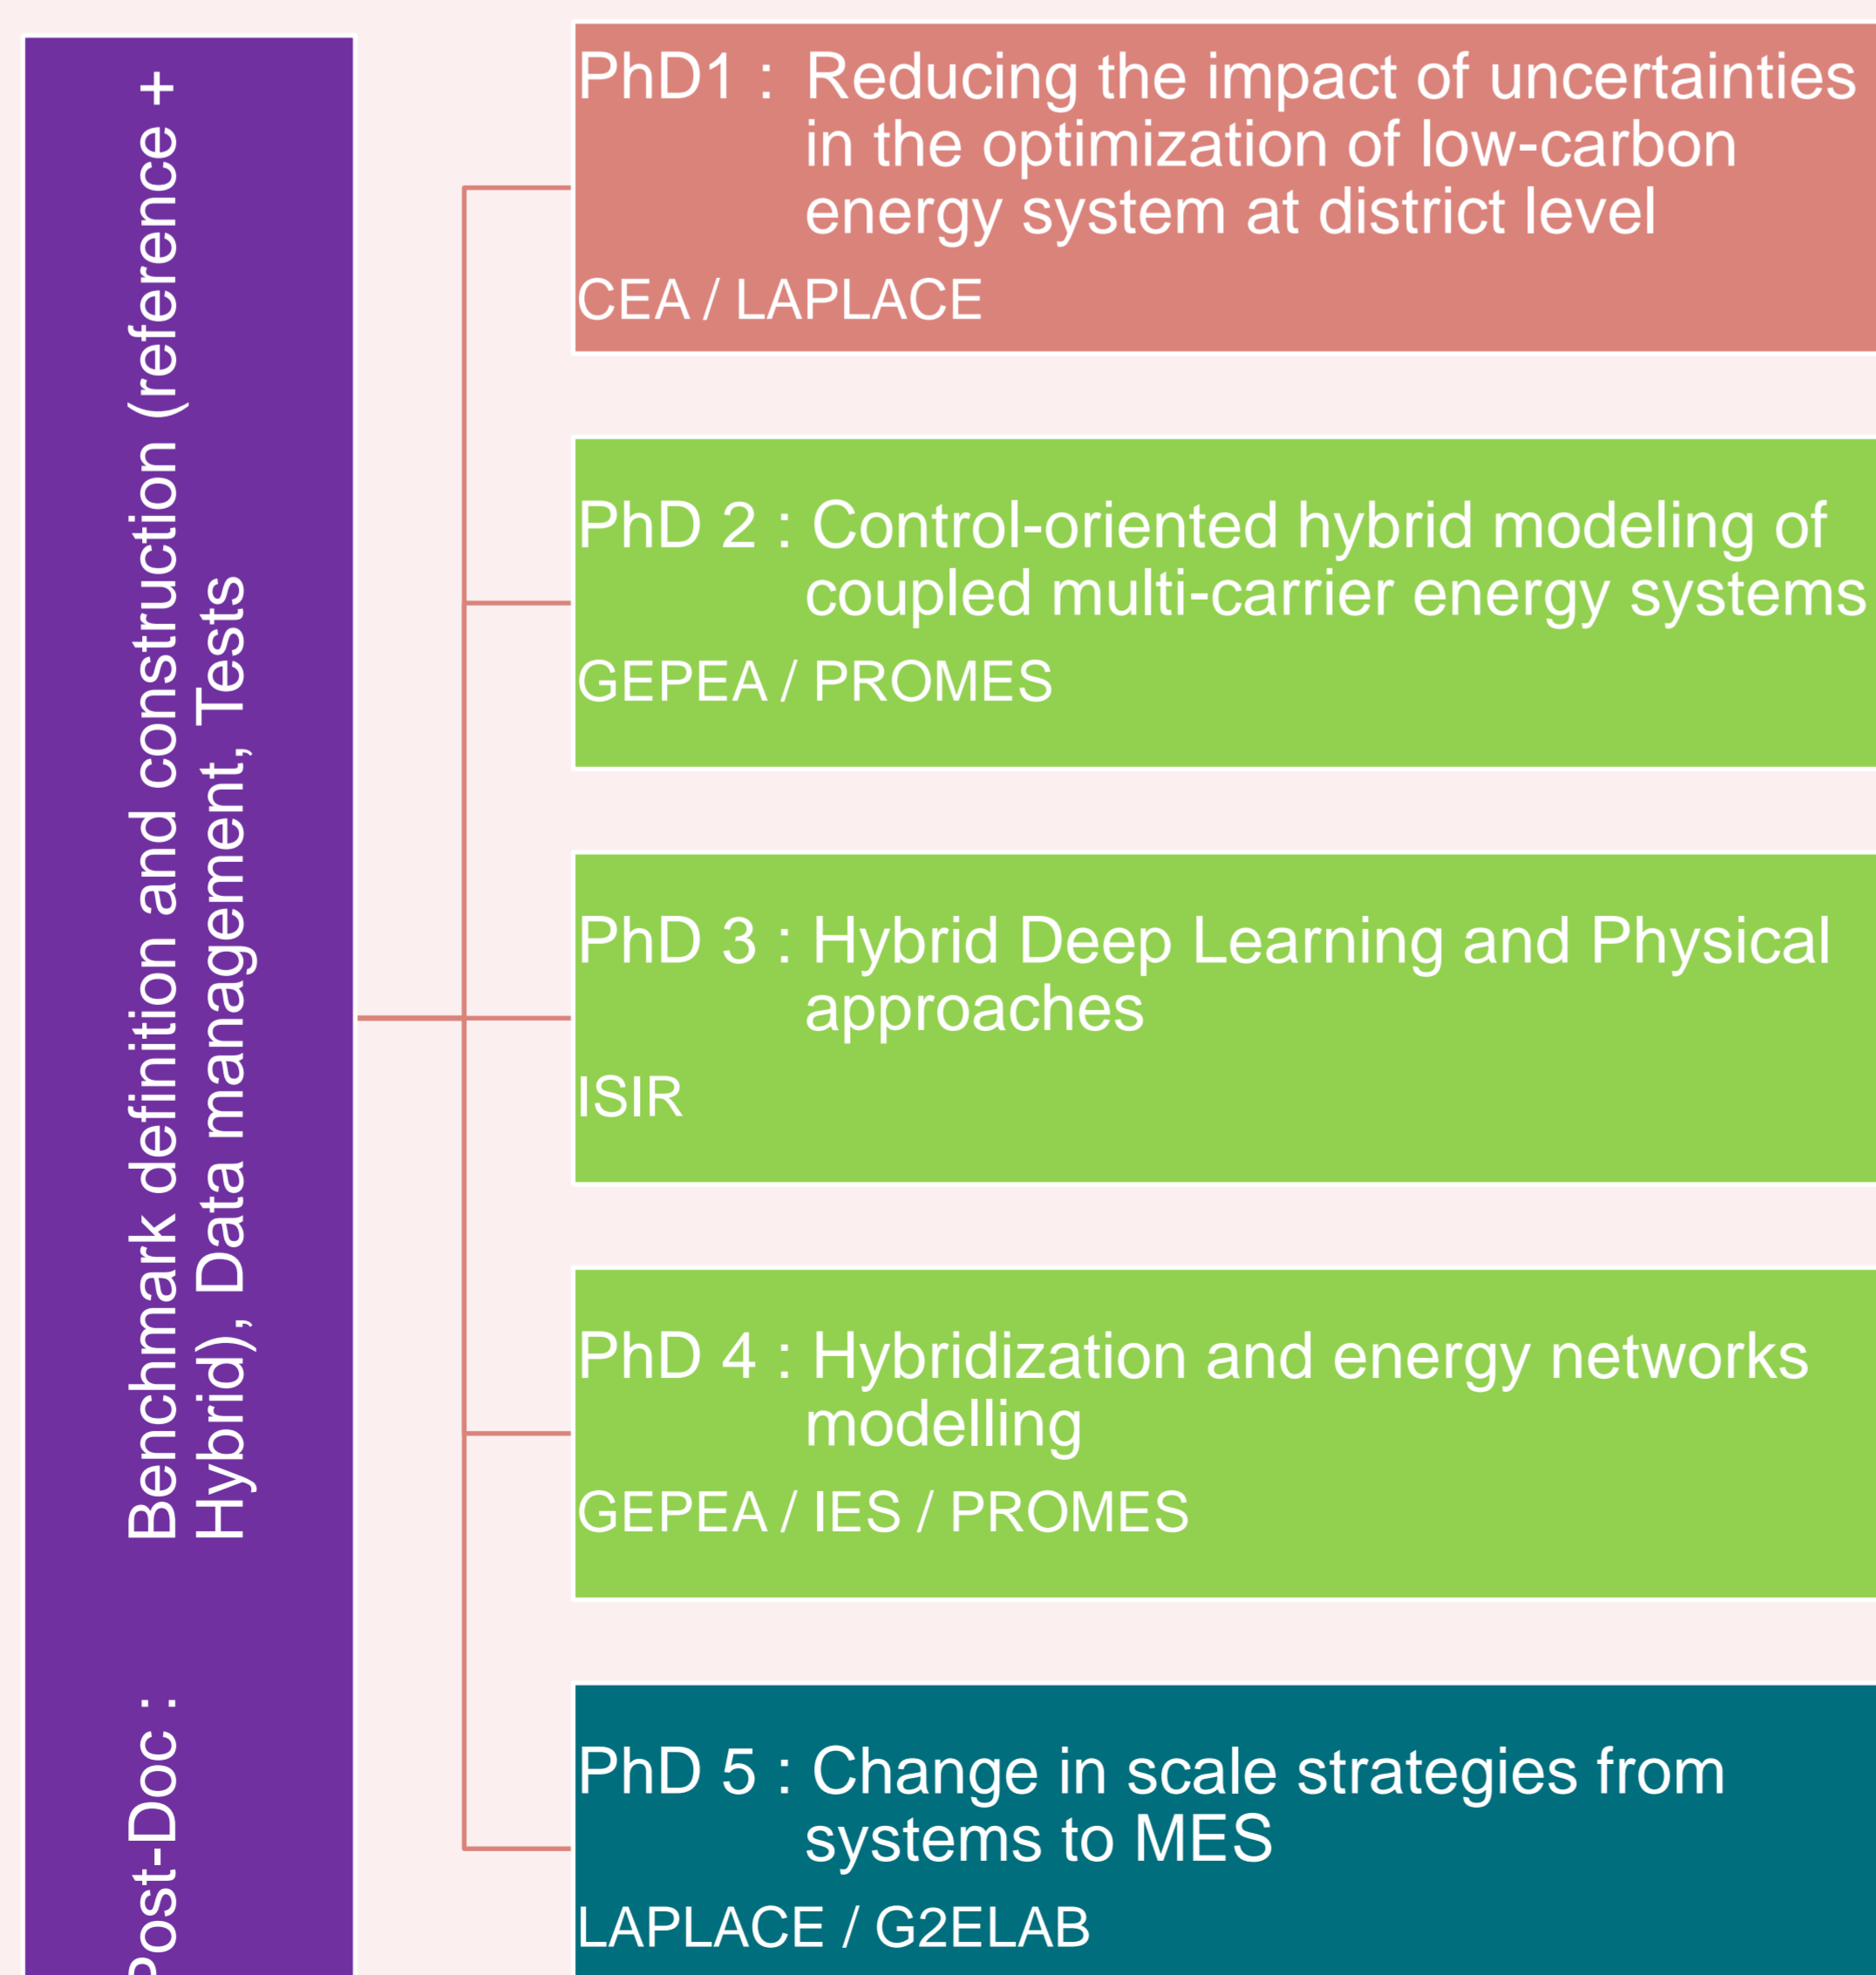 Post-Doc : Benchmark definition and construction (reference +
Hybrid), Data management, Tests
PhD1 : Reducing the impact of uncertainties
in the optimization of low-carbon
energy system at district level
CEA / LAPLACE
PhD 2 : Control-oriented hybrid modeling of
coupled multi-carrier energy systems
GEPEA / PROMES
PhD 3 : Hybrid Deep Learning and Physical
approaches
ISIR
PhD 4 : Hybridization and energy networks
modelling
GEPEA / IES / PROMES
PhD 5 : Change in scale strategies from
systems to MES
LAPLACE / G2ELAB